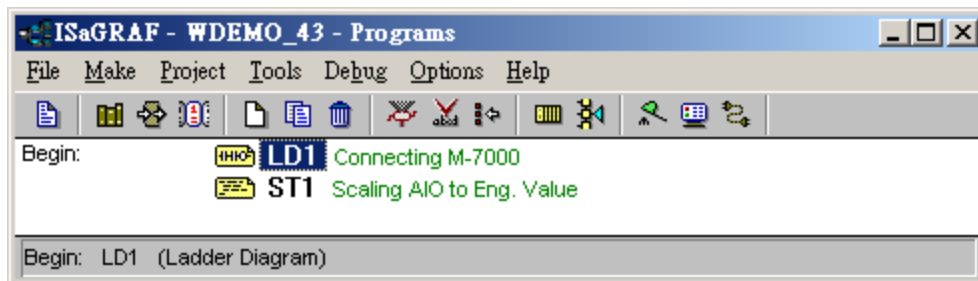 ISaGRAF - WDEMO_43 - Programs
File Make Project Tools Debug Options Help
Begin: LD1 Connecting M-7000
ST1 Scaling AIO to Eng. Value
Begin: LD1 (Ladder Diagram)